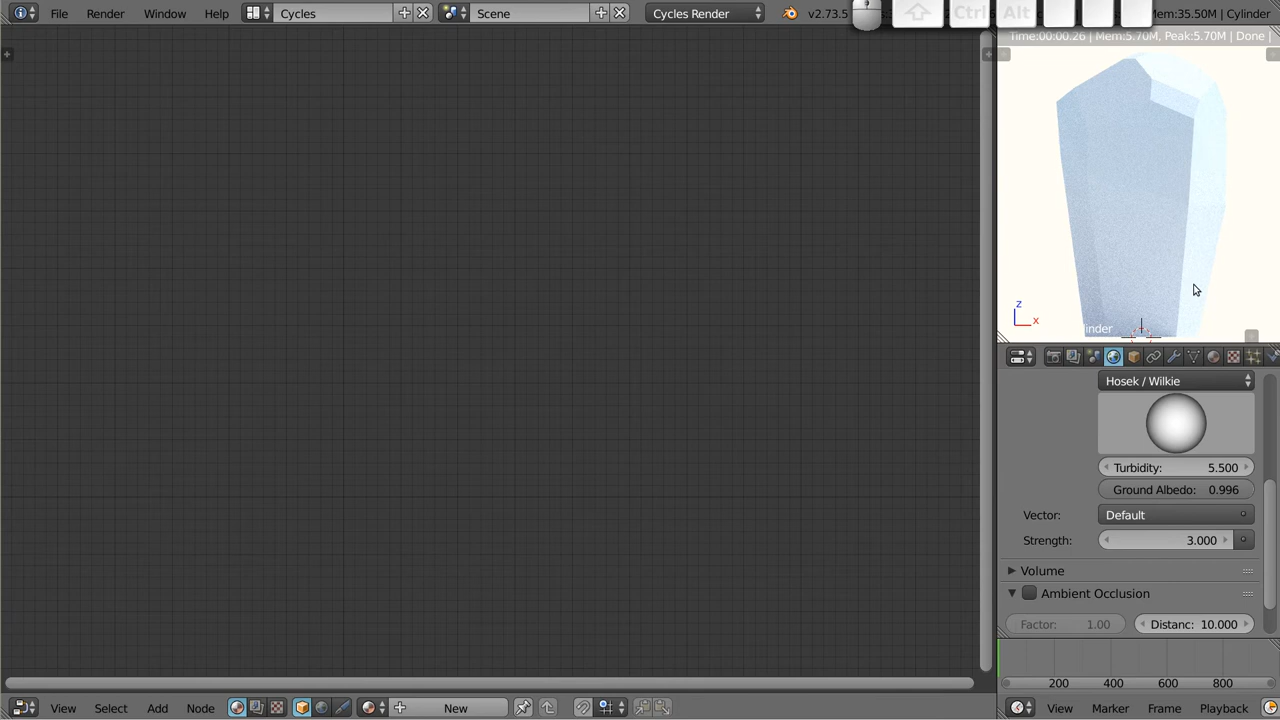 File Render Window Help Cycles Scene Cycles Render v2.73.5 Ctrl Alt Mem:35.50M | Cylinder
Time:00:00.26 | Mem:5.70M, Peak:5.70M | Done |
z
x
inder
Hosek / Wilkie
Turbidity: 5.500
Ground Albedo: 0.996
Vector: Default
Strength: 3.000
Volume
Ambient Occlusion
Factor: 1.00 Distanc: 10.000
200 400 600 800
View Select Add Node New View Marker Frame Playback